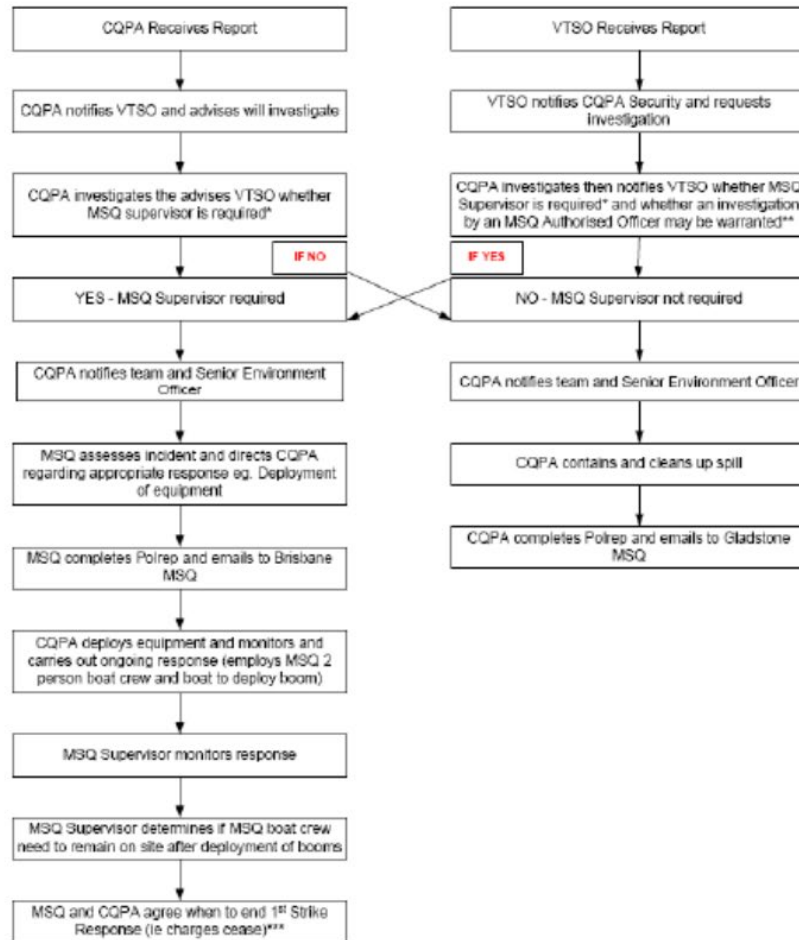 CQPA Receives Report
CQPA notifies VTSO and advises will investigate
CQPA investigates the advises VTSO whether
MSQ supervisor is required*
IF NO
YES - MSQ Supervisor required
CQPA notifies team and Senior Environment
Officer
MSQ assesses incident and directs CQPA
regarding appropriate response eg. Deployment
of equipment
MSQ completes Polrep and emails to Brisbane
MSQ
CQPA deploys equipment and monitors and
carries out ongoing response (employs MSQ 2
person boat crew and boat to deploy boom)
MSQ Supervisor monitors response
MSQ Supervisor determines if MSQ boat crew
need to remain on site after deployment of booms
MSQ and CQPA agree when to end 1st Strike
Response (ie charges cease)***
VTSO Receives Report
VTSO notifies CQPA Security and requests
investigation
CQPA investigates then notifies VTSO whether MSQ
Supervisor is required* and whether an investigation
by an MSQ Authorised Officer may be warranted**
IF YES
NO - MSQ Supervisor not required
CQPA notifies team and Senior Environment Officer
CQPA contains and cleans up spill
CQPA completes Polrep and emails to Gladstone
MSQ